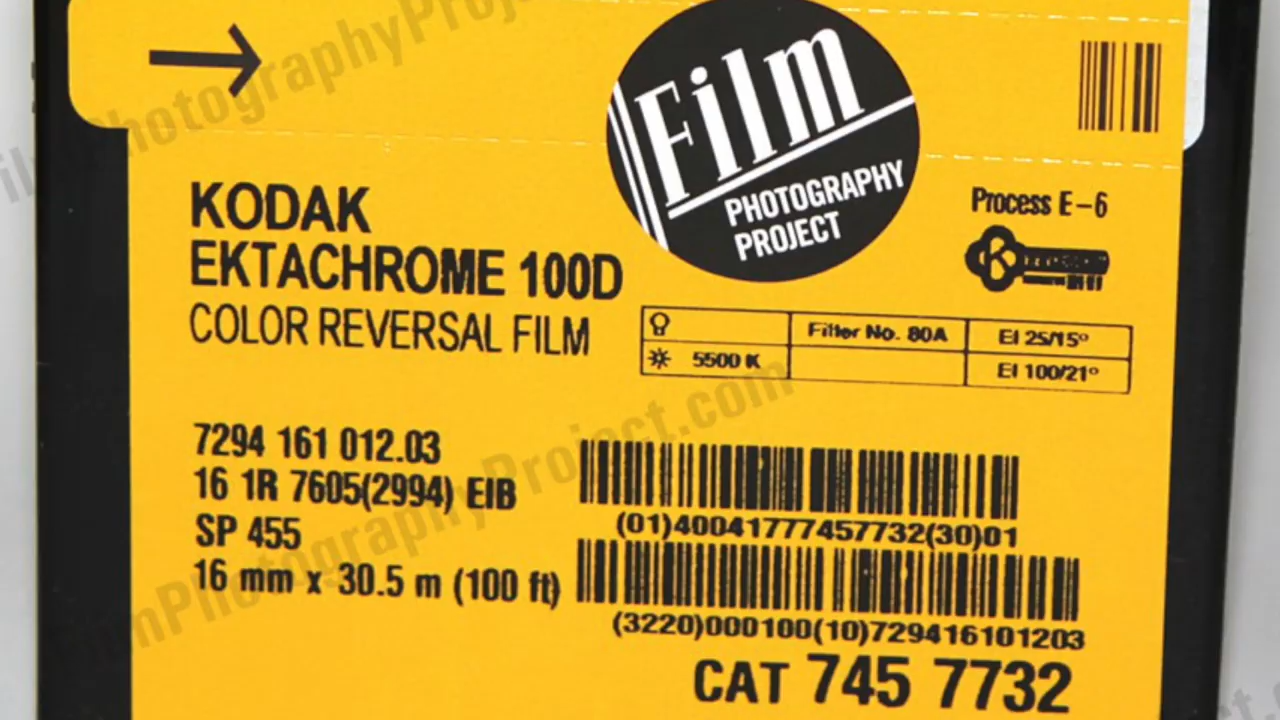 FilmPhotographyProject.com
Film
PHOTOGRAPHY
PROJECT
Process E-6
K
KODAK
EKTACHROME 100D
COLOR REVERSAL FILM
Filter No. 80A EI 25/15°
5500 K EI 100/21°
7294 161 012.03
16 1R 7605(2994) EIB
SP 455
16 mm x 30.5 m (100 ft)
(01)40041777457732(30)01
(3220)000100(10)729416101203
CAT 745 7732
FilmPhotographyProject.com